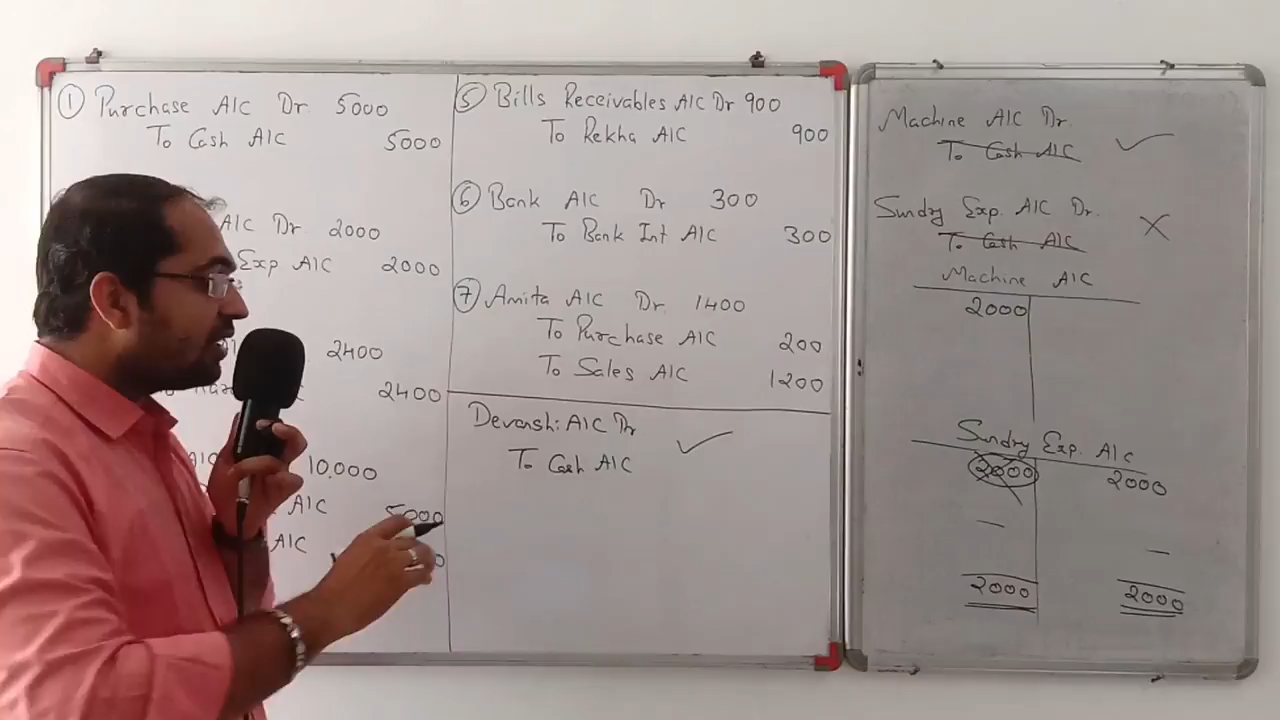 ① Purchase A/C Dr 5000
To Cash A/C 5000
A/C Dr 2000
Exp A/C 2000
2400
2400
A/C 10,000
A/C 5000
A/C
⑤ Bills Receivables A/C Dr 900
To Rekha A/C 900
⑥ Bank A/C Dr 300
To Bank Int A/C 300
⑦ Amita A/C Dr. 1400
To Purchase A/C 200
To Sales A/C 1200
Devansh: A/C Dr
To Cash A/C
Machine A/C Dr.
To Cash A/C
Sundry Exp. A/C Dr.
To Cash A/C
Machine A/C
2000
Sundry Exp. A/C
2000 2000
2000 2000